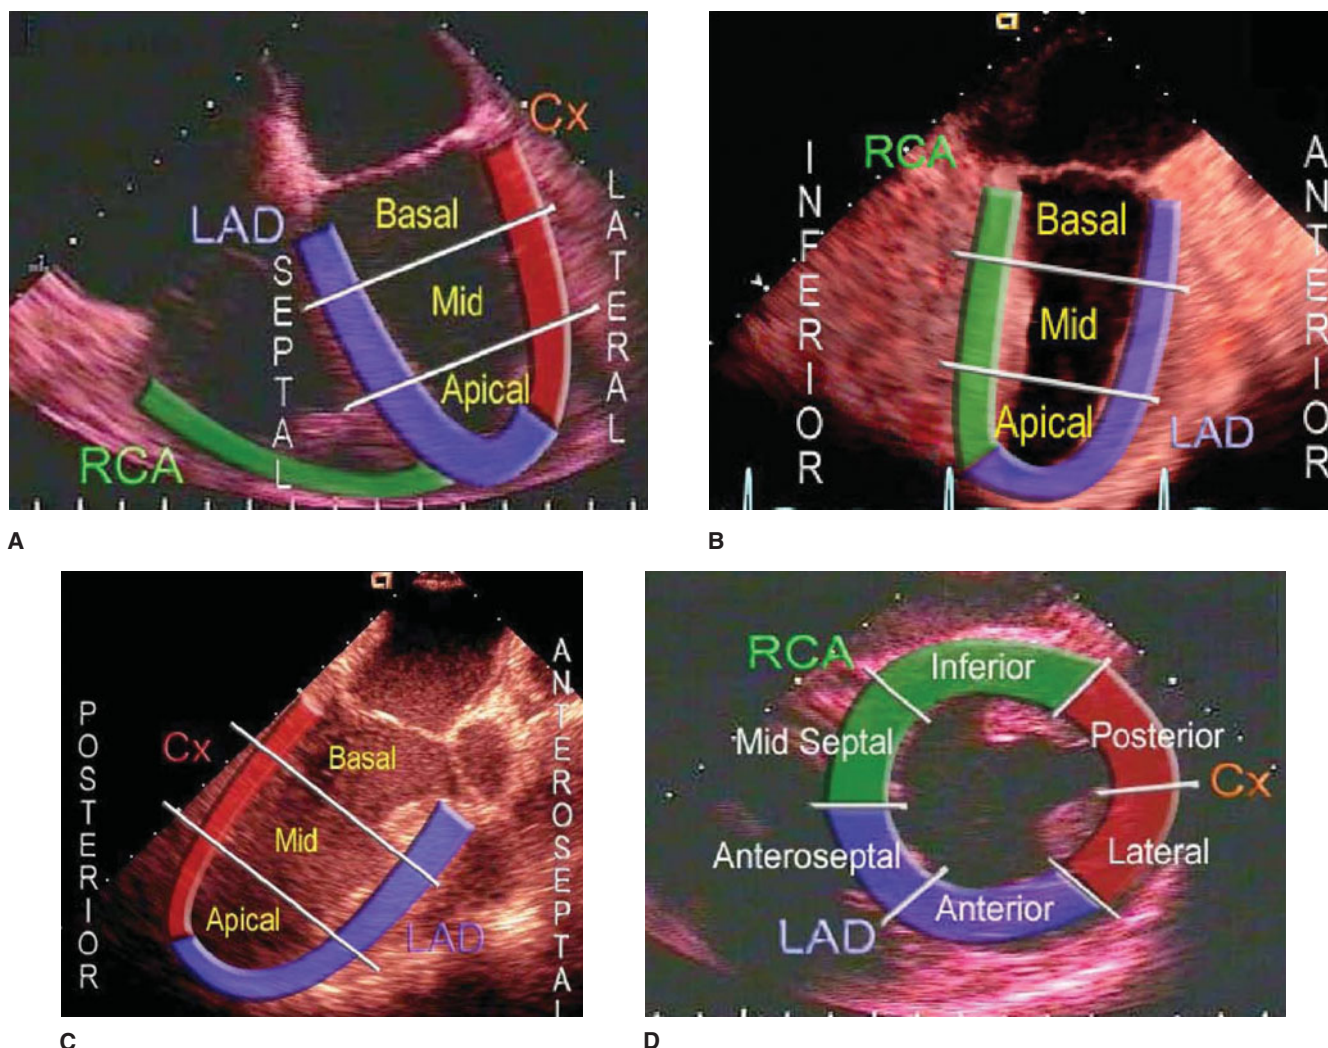 Cx
LAD
Basal
Mid
Apical
RCA
SEPTAL
LATERAL
A
RCA
Basal
Mid
Apical
LAD
INFERIOR
ANTERIOR
B
Cx
Basal
Mid
Apical
LAD
POSTERIOR
ANTEROSEPTAL
C
RCA
Inferior
Mid Septal
Posterior
Cx
Anteroseptal
Lateral
Anterior
LAD
D